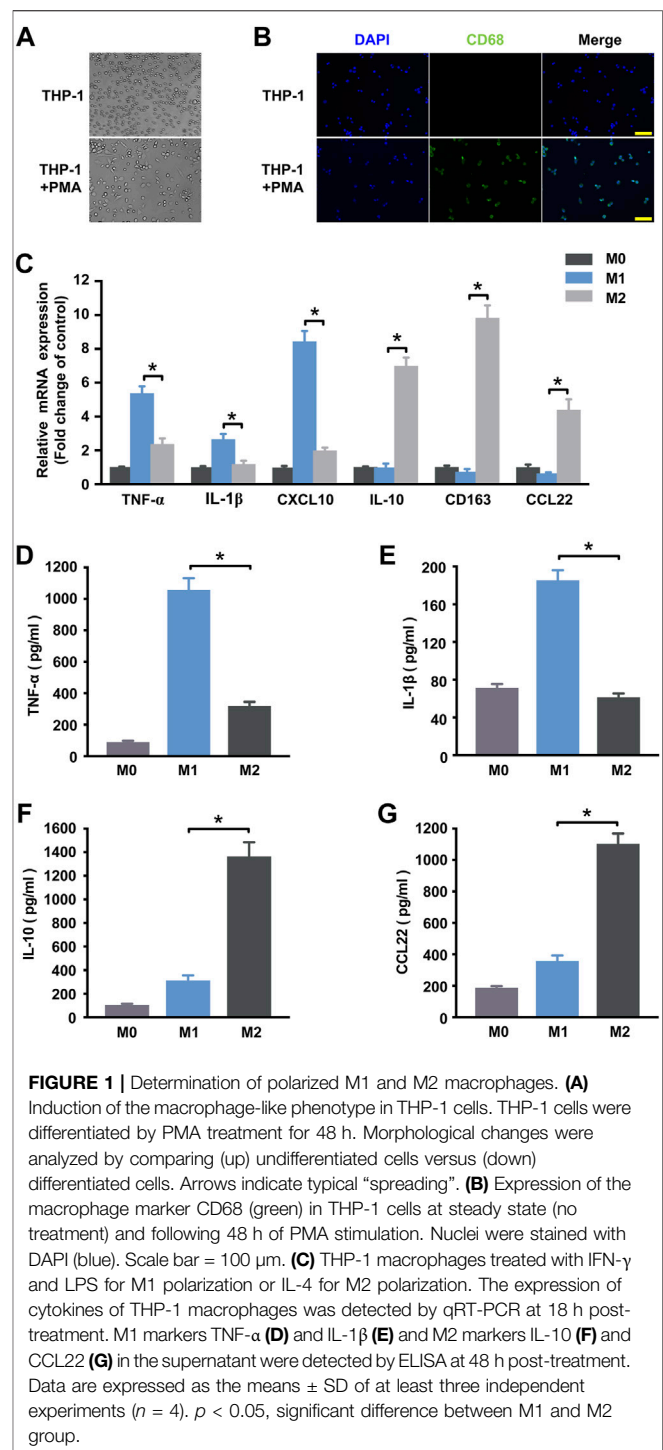 A
THP-1
THP-1
+PMA
B
DAPI
CD68
Merge
THP-1
THP-1
+PMA
C
M0
M1
M2
Relative mRNA expression
(Fold change of control)
12
10
8
6
4
2
0
*
*
*
*
*
*
TNF-α
IL-1β
CXCL10
IL-10
CD163
CCL22
D
TNF-α ( pg/ml )
1200
1000
800
600
400
200
0
*
M0
M1
M2
E
IL-1β ( pg/ml )
200
160
120
80
40
0
*
M0
M1
M2
F
IL-10 ( pg/ml )
1600
1400
1200
1000
800
600
400
200
0
*
M0
M1
M2
G
CCL22 ( pg/ml )
1200
1000
800
600
400
200
0
*
M0
M1
M2
FIGURE 1 | Determination of polarized M1 and M2 macrophages. (A)
Induction of the macrophage-like phenotype in THP-1 cells. THP-1 cells were
differentiated by PMA treatment for 48 h. Morphological changes were
analyzed by comparing (up) undifferentiated cells versus (down)
differentiated cells. Arrows indicate typical “spreading”. (B) Expression of the
macrophage marker CD68 (green) in THP-1 cells at steady state (no
treatment) and following 48 h of PMA stimulation. Nuclei were stained with
DAPI (blue). Scale bar = 100 μm. (C) THP-1 macrophages treated with IFN-γ
and LPS for M1 polarization or IL-4 for M2 polarization. The expression of
cytokines of THP-1 macrophages was detected by qRT-PCR at 18 h post-
treatment. M1 markers TNF-α (D) and IL-1β (E) and M2 markers IL-10 (F) and
CCL22 (G) in the supernatant were detected by ELISA at 48 h post-treatment.
Data are expressed as the means ± SD of at least three independent
experiments (n = 4). p < 0.05, significant difference between M1 and M2
group.